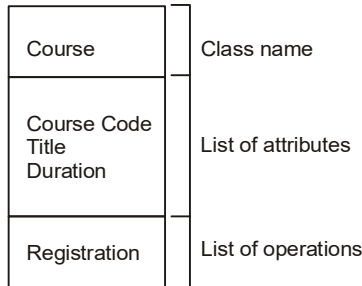 Course
Class name
Course Code
Title
Duration
List of attributes
Registration
List of operations